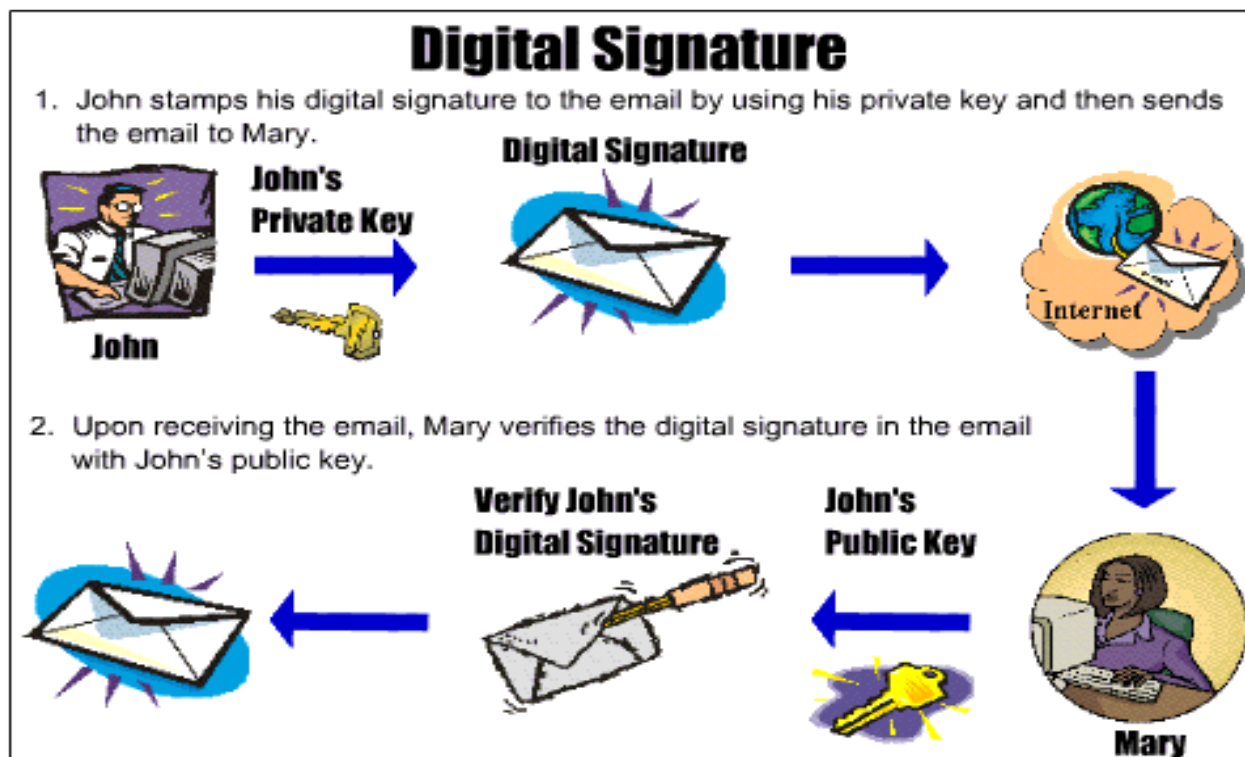 Digital Signature
1. John stamps his digital signature to the email by using his private key and then sends
the email to Mary.
Digital Signature
John's
Private Key
John
Internet
2. Upon receiving the email, Mary verifies the digital signature in the email
with John's public key.
Verify John's
Digital Signature .
John's
Public Key
Mary